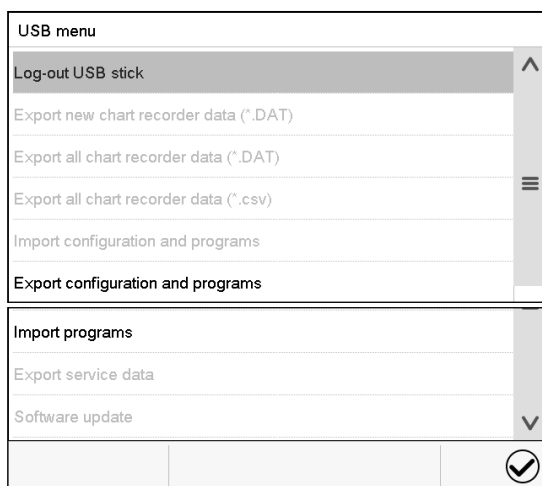 USB menu
Log-out USB stick
Export new chart recorder data (*.DAT)
Export all chart recorder data (*.DAT)
Export all chart recorder data (*.csv)
Import configuration and programs
Export configuration and programs
Import programs
Export service data
Software update